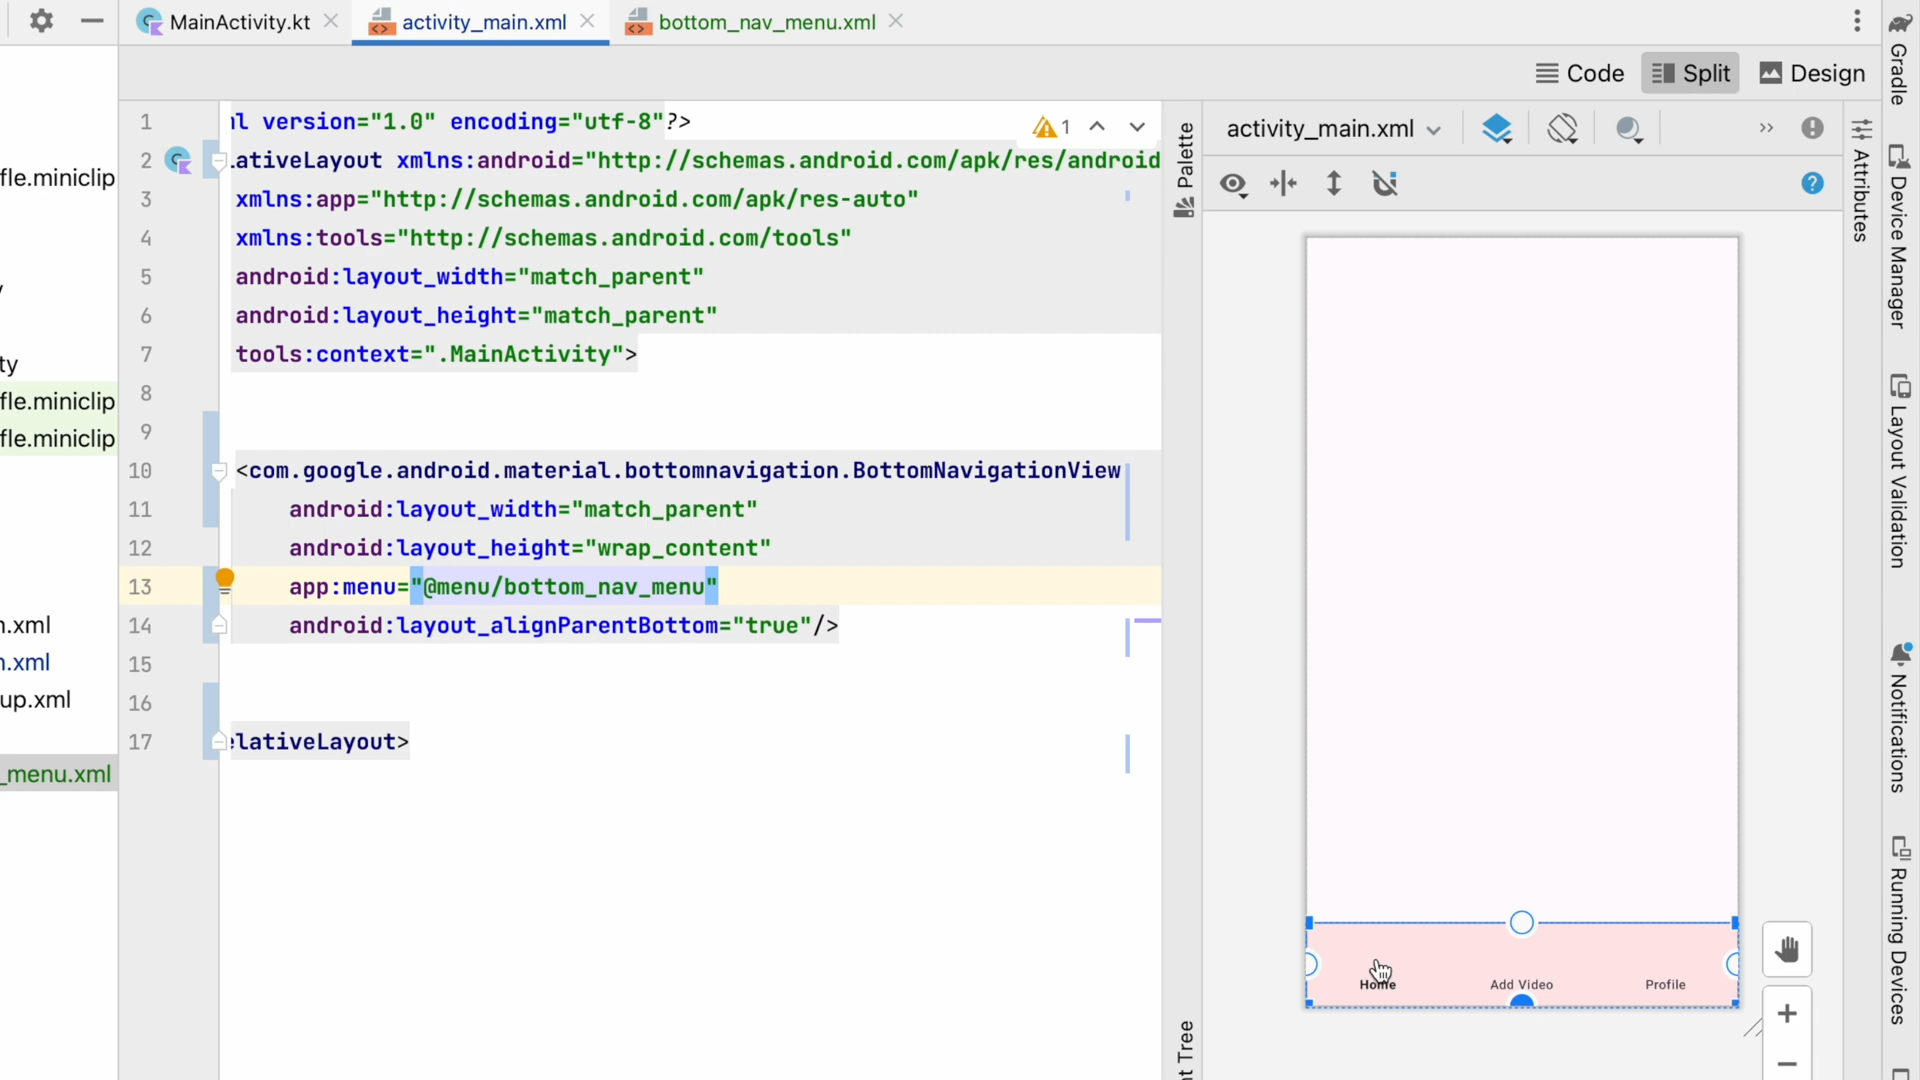 MainActivity.kt
activity_main.xml
bottom_nav_menu.xml
Code
Split
Design
fle.miniclip
ty
fle.miniclip
fle.miniclip
n.xml
n.xml
up.xml
_menu.xml
1 ml version="1.0" encoding="utf-8"?>
2 lativeLayout xmlns:android="http://schemas.android.com/apk/res/android
3 xmlns:app="http://schemas.android.com/apk/res-auto"
4 xmlns:tools="http://schemas.android.com/tools"
5 android:layout_width="match_parent"
6 android:layout_height="match_parent"
7 tools:context=".MainActivity">
8
9
10 <com.google.android.material.bottomnavigation.BottomNavigationView
11 android:layout_width="match_parent"
12 android:layout_height="wrap_content"
13 app:menu="@menu/bottom_nav_menu"
14 android:layout_alignParentBottom="true"/>
15
16
17 elativeLayout>
1
Palette
t Tree
activity_main.xml
Home
Add Video
Profile
Attributes
Gradle
Device Manager
Layout Validation
Notifications
Running Devices